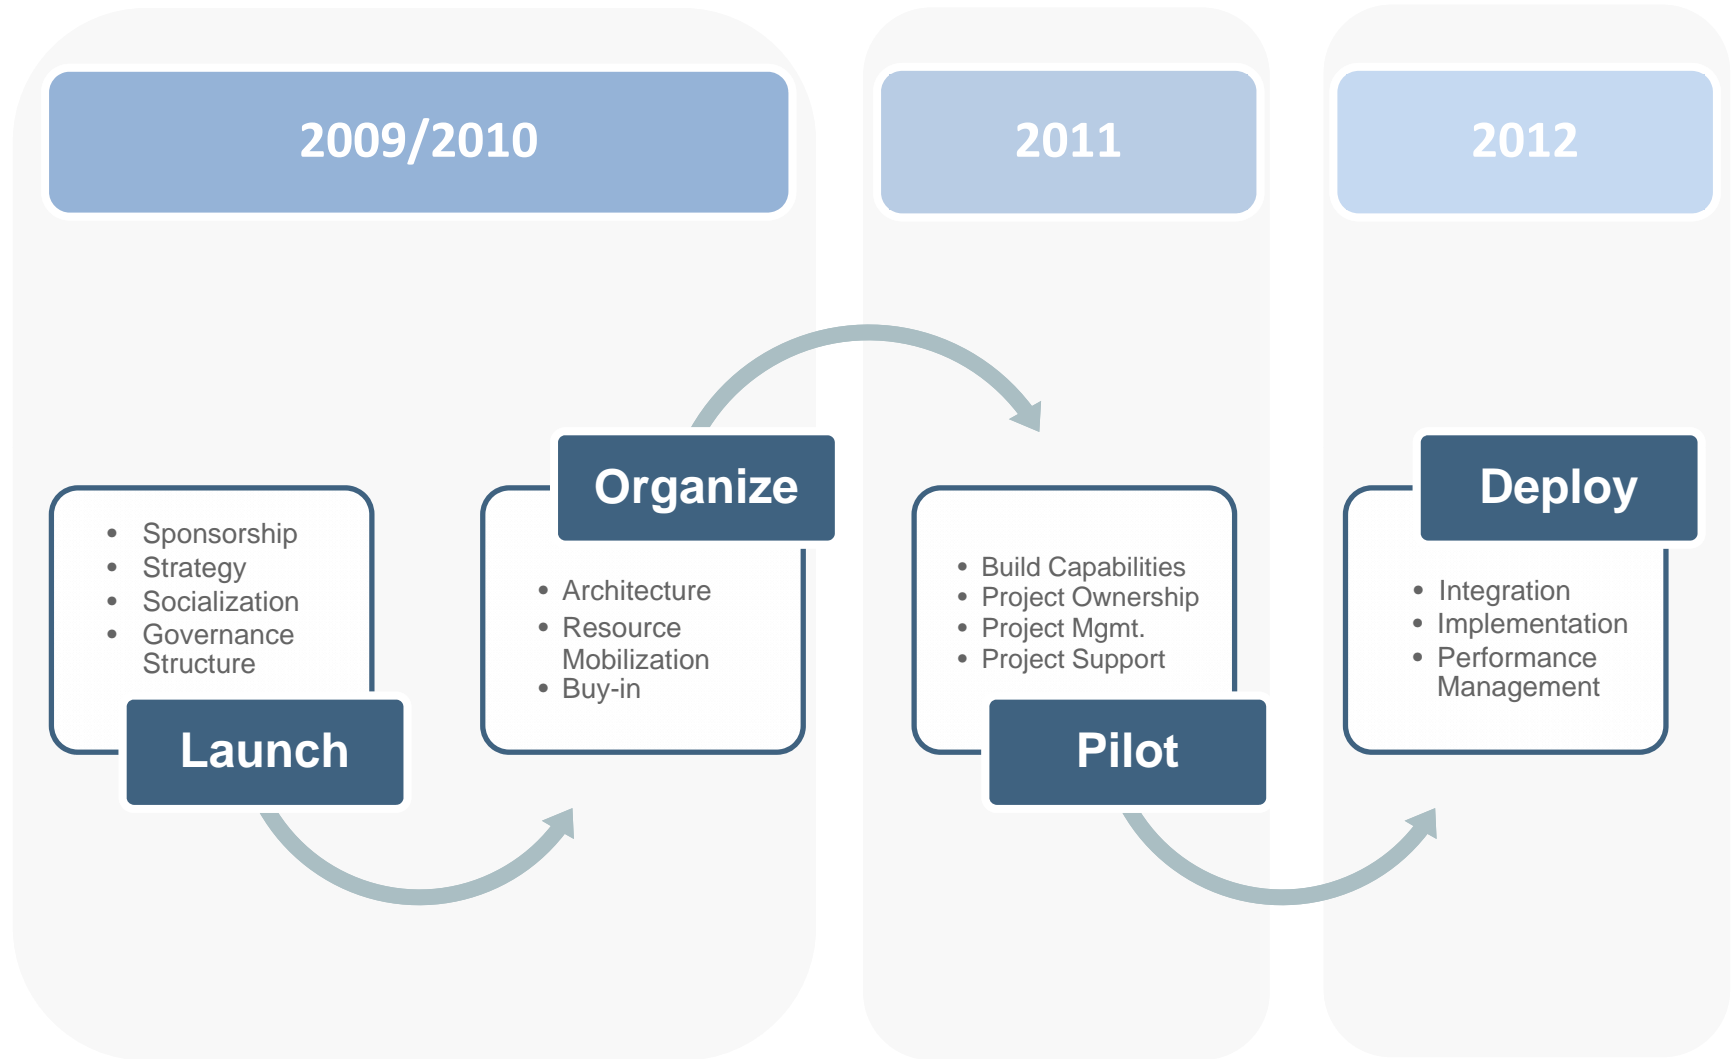 2009/2010
2011
2012
• Sponsorship
• Strategy
• Socialization
• Governance
Structure
Launch
Organize
• Architecture
• Resource
Mobilization
• Buy-in
• Build Capabilities
• Project Ownership
• Project Mgmt.
• Project Support
Pilot
Deploy
• Integration
• Implementation
• Performance
Management